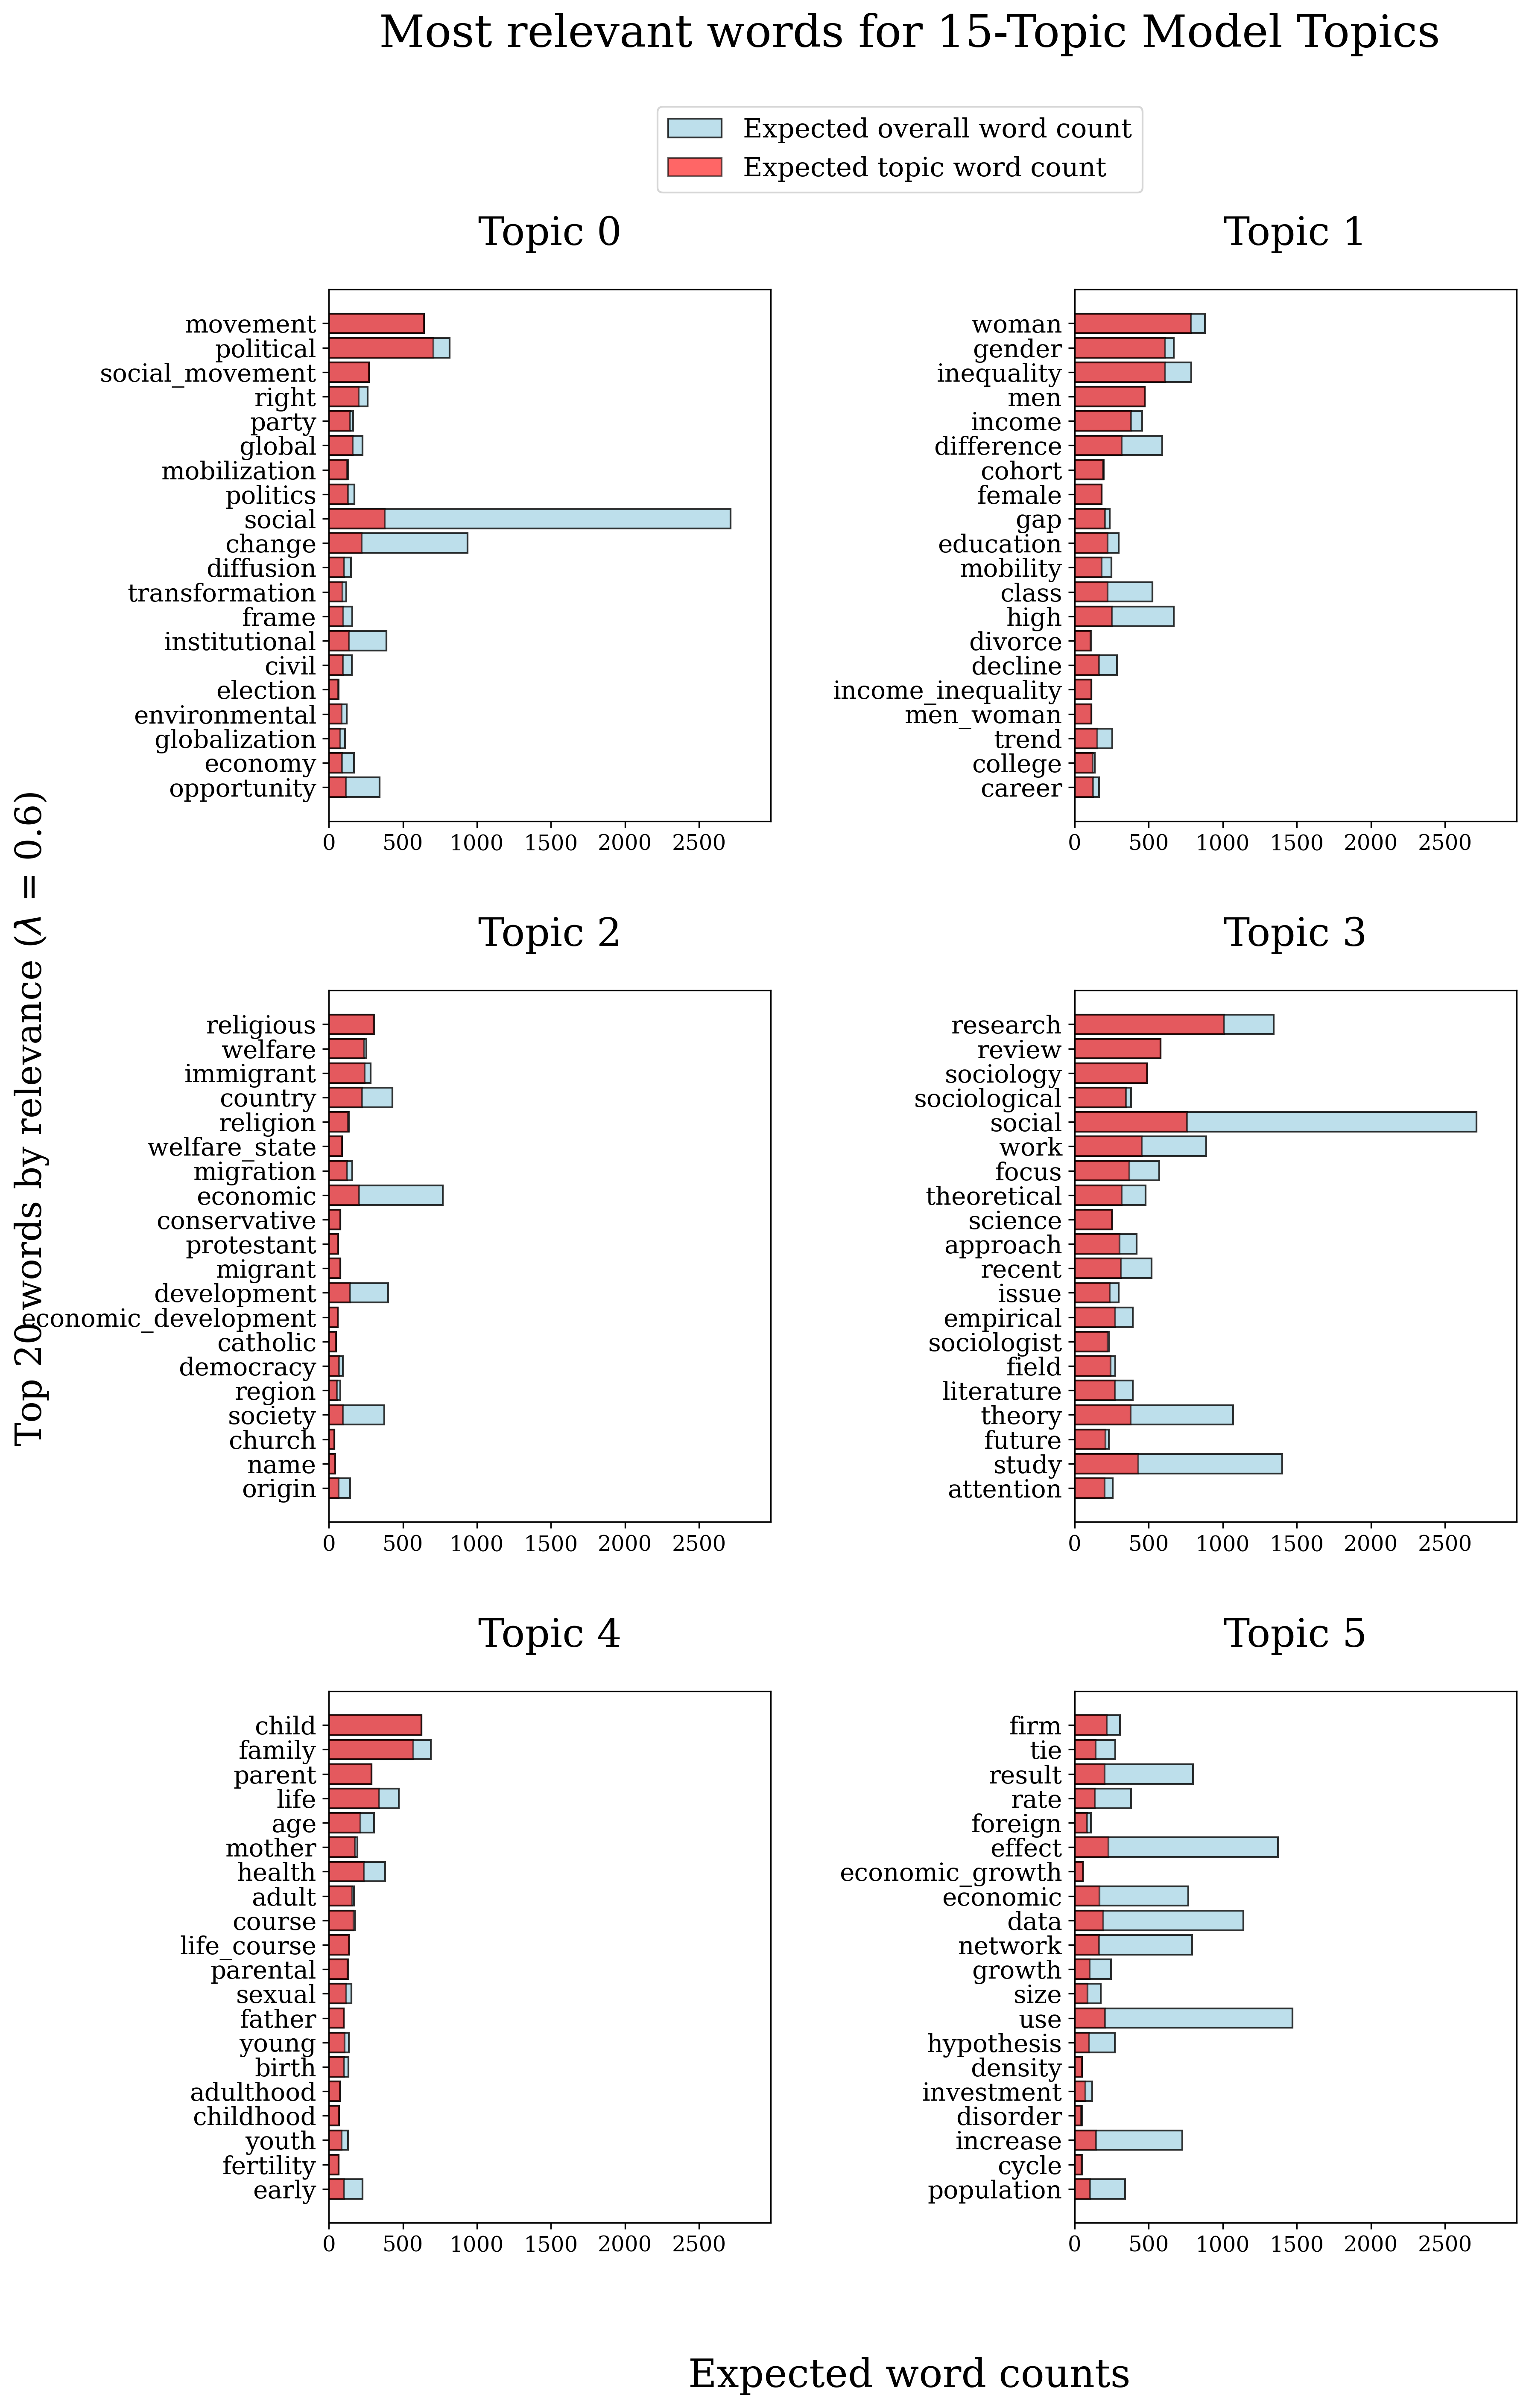 Most relevant words for 15-Topic Model Topics
Expected overall word count
Expected topic word count
Topic 0
movement
political
social_movement
right
party
global
mobilization
politics
social
change
diffusion
transformation
frame
institutional
civil
election
environmental
globalization
economy
opportunity
0 500 1000 1500 2000 2500
Topic 1
woman
gender
inequality
men
income
difference
cohort
female
gap
education
mobility
class
high
divorce
decline
income_inequality
men_woman
trend
college
career
0 500 1000 1500 2000 2500
Top 20 words by relevance (λ = 0.6)
Topic 2
religious
welfare
immigrant
country
religion
welfare_state
migration
economic
conservative
protestant
migrant
development
economic_development
catholic
democracy
region
society
church
name
origin
0 500 1000 1500 2000 2500
Topic 3
research
review
sociology
sociological
social
work
focus
theoretical
science
approach
recent
issue
empirical
sociologist
field
literature
theory
future
study
attention
0 500 1000 1500 2000 2500
Topic 4
child
family
parent
life
age
mother
health
adult
course
life_course
parental
sexual
father
young
birth
adulthood
childhood
youth
fertility
early
0 500 1000 1500 2000 2500
Topic 5
firm
tie
result
rate
foreign
effect
economic_growth
economic
data
network
growth
size
use
hypothesis
density
investment
disorder
increase
cycle
population
0 500 1000 1500 2000 2500
Expected word counts